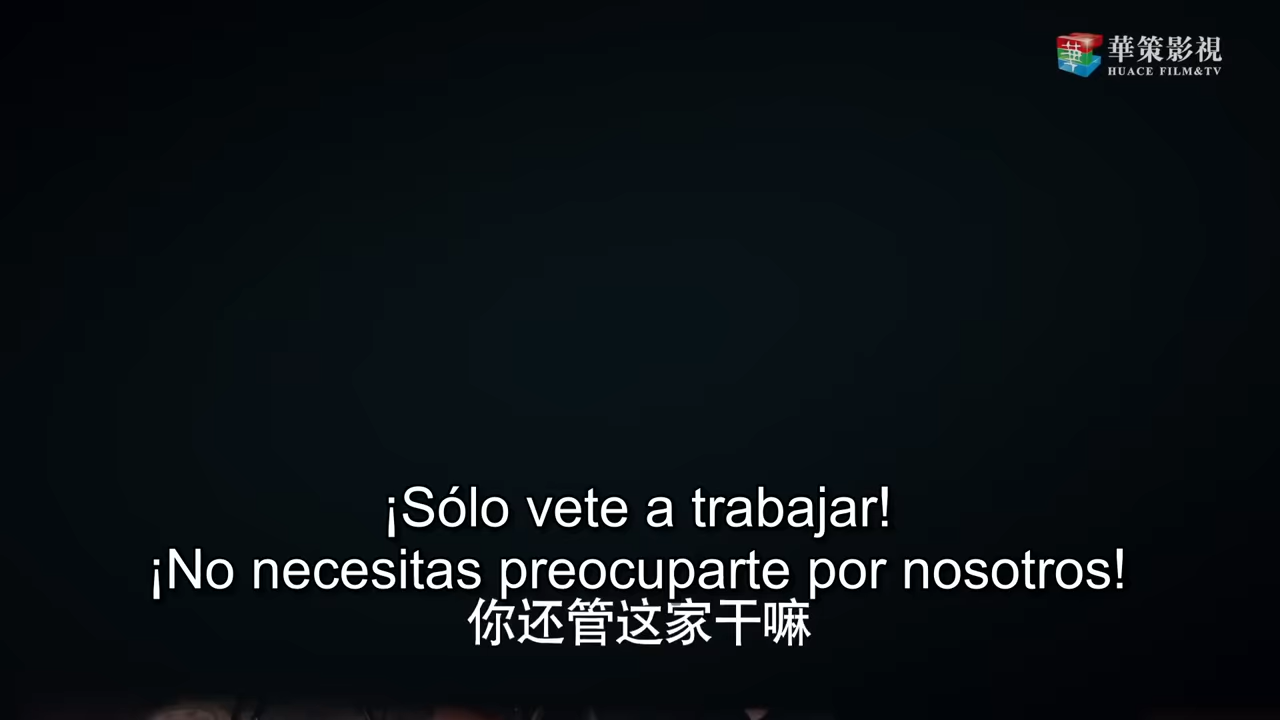 華策影視
HUACE FILM&TV
¡Sólo vete a trabajar!
¡No necesitas preocuparte por nosotros!
你还管这家干嘛